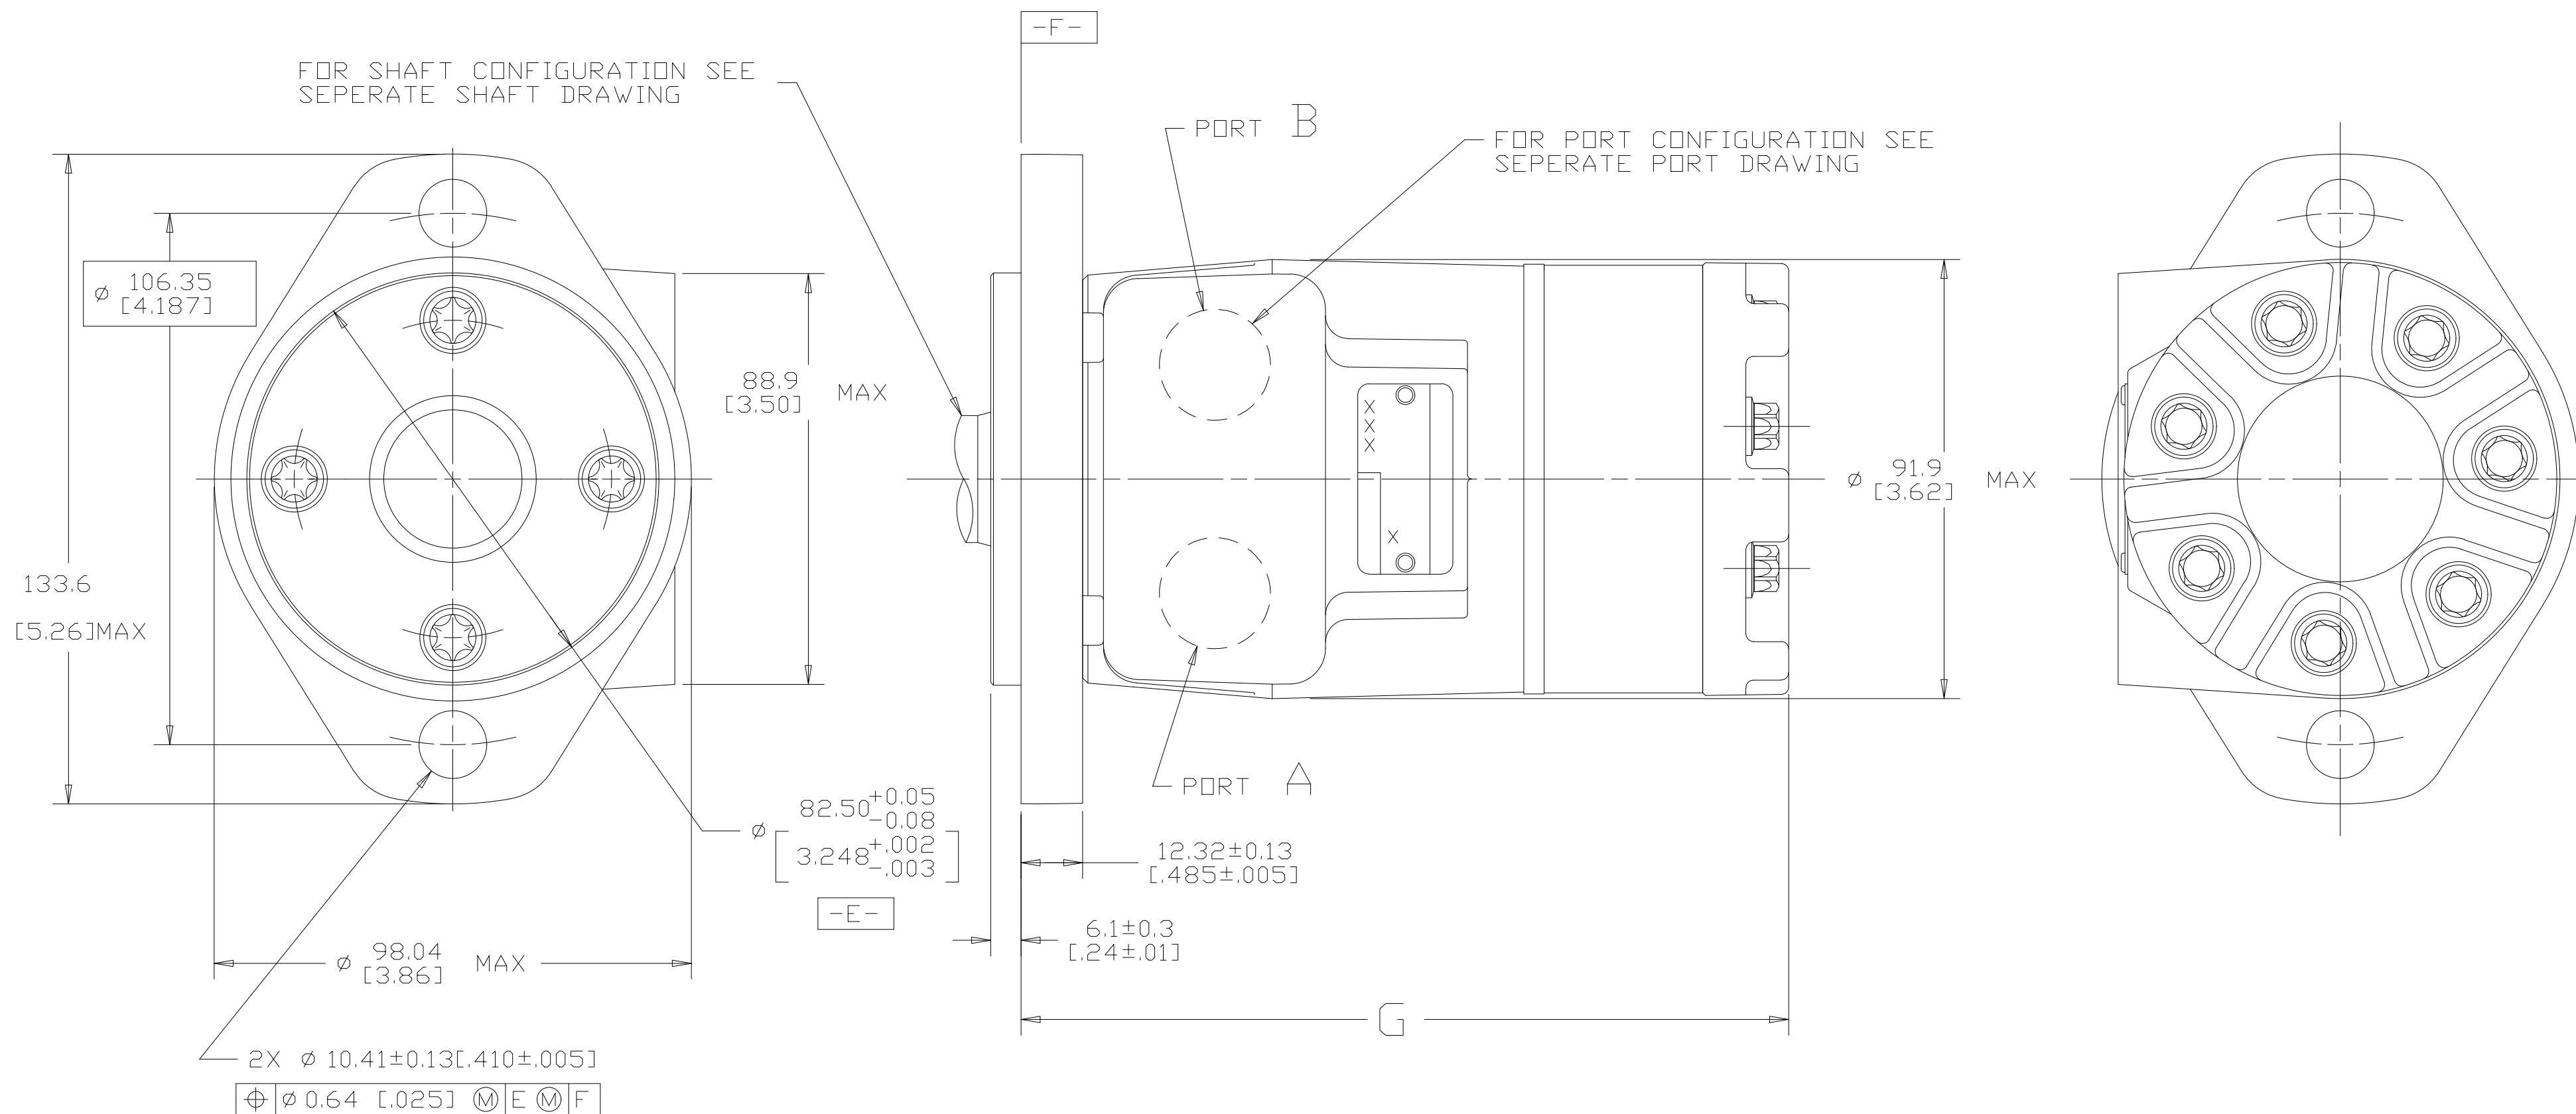 -F-
FOR SHAFT CONFIGURATION SEE
SEPERATE SHAFT DRAWING
PORT B
FOR PORT CONFIGURATION SEE
SEPERATE PORT DRAWING
⌀ 106.35
[4.187]
88.9
[3.50] MAX
X
X
X
X
⌀ 91.9
[3.62] MAX
133.6
[5.26]MAX
PORT A
⌀ 82.50 +0.05
-0.08
[3.248 +.002
-.003]
-E-
12.32±0.13
[.485±.005]
6.1±0.3
[.24±.01]
⌀ 98.04
[3.86] MAX
G
2X ⌀ 10.41±0.13[.410±.005]
⌖ ⌀ 0.64 [.025] Ⓜ E Ⓜ F